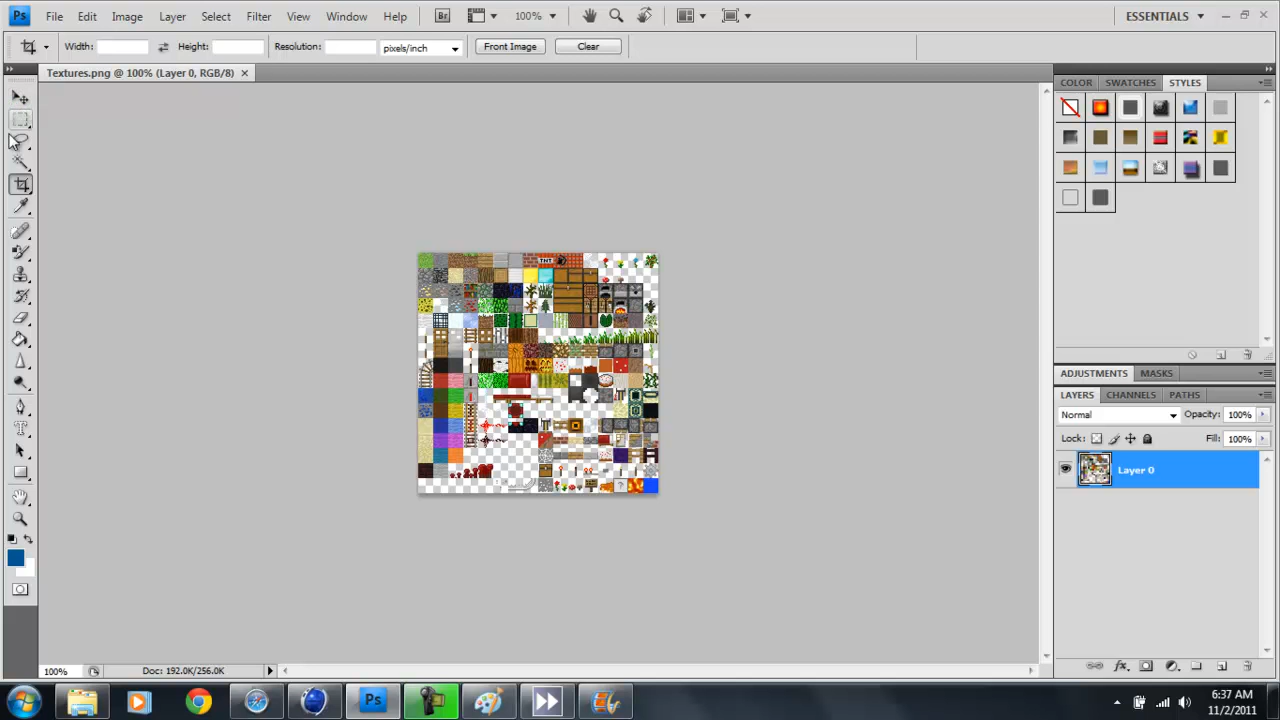 Ps File Edit Image Layer Select Filter View Window Help Br 100% ESSENTIALS
Width: Height: Resolution: pixels/inch Front Image Clear
Textures.png @ 100% (Layer 0, RGB/8)
COLOR SWATCHES STYLES
TNT
ADJUSTMENTS MASKS
LAYERS CHANNELS PATHS
Normal Opacity: 100%
Lock: Fill: 100%
Layer 0
100% Doc: 192.0K/256.0K
Ps
6:37 AM
11/2/2011